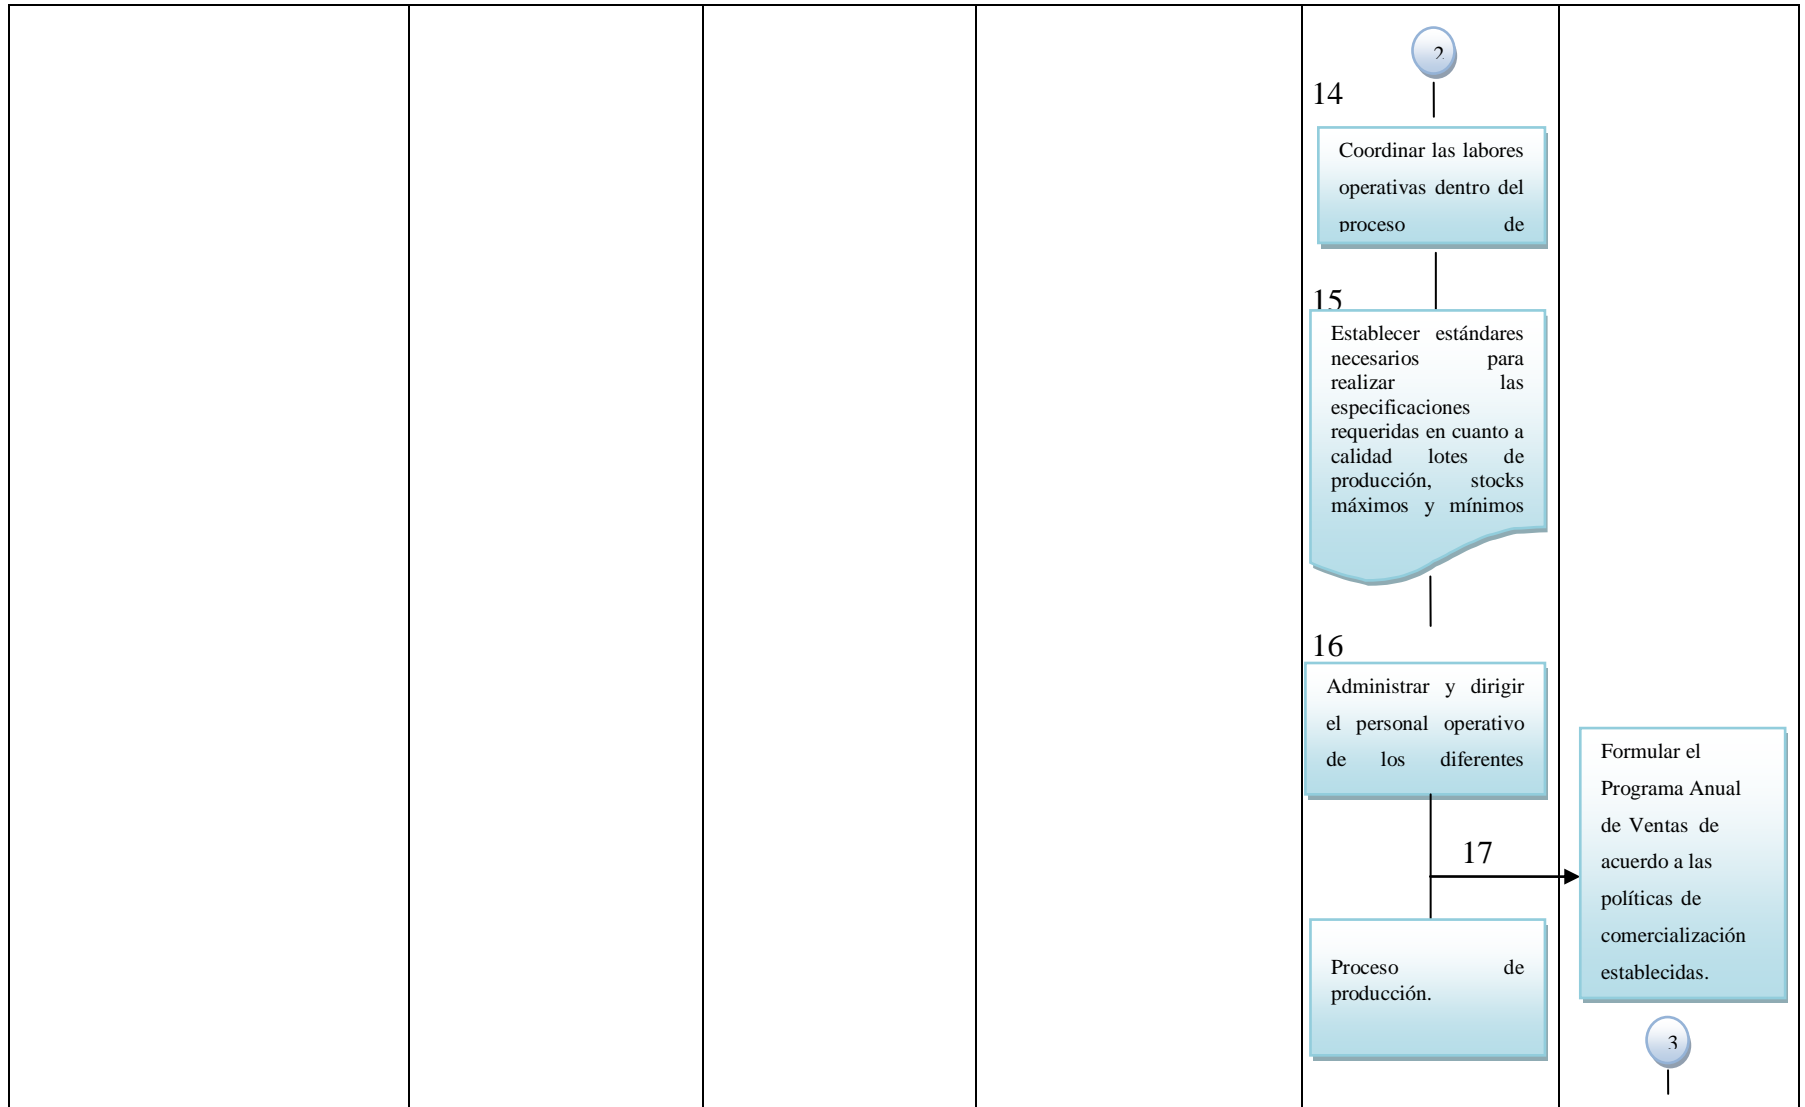 2
14
Coordinar las labores
operativas dentro del
proceso de
15
Establecer estándares
necesarios para
realizar las
especificaciones
requeridas en cuanto a
calidad lotes de
producción, stocks
máximos y mínimos
16
Administrar y dirigir
el personal operativo
de los diferentes
17
Proceso de
producción.
Formular el
Programa Anual
de Ventas de
acuerdo a las
políticas de
comercialización
establecidas.
3